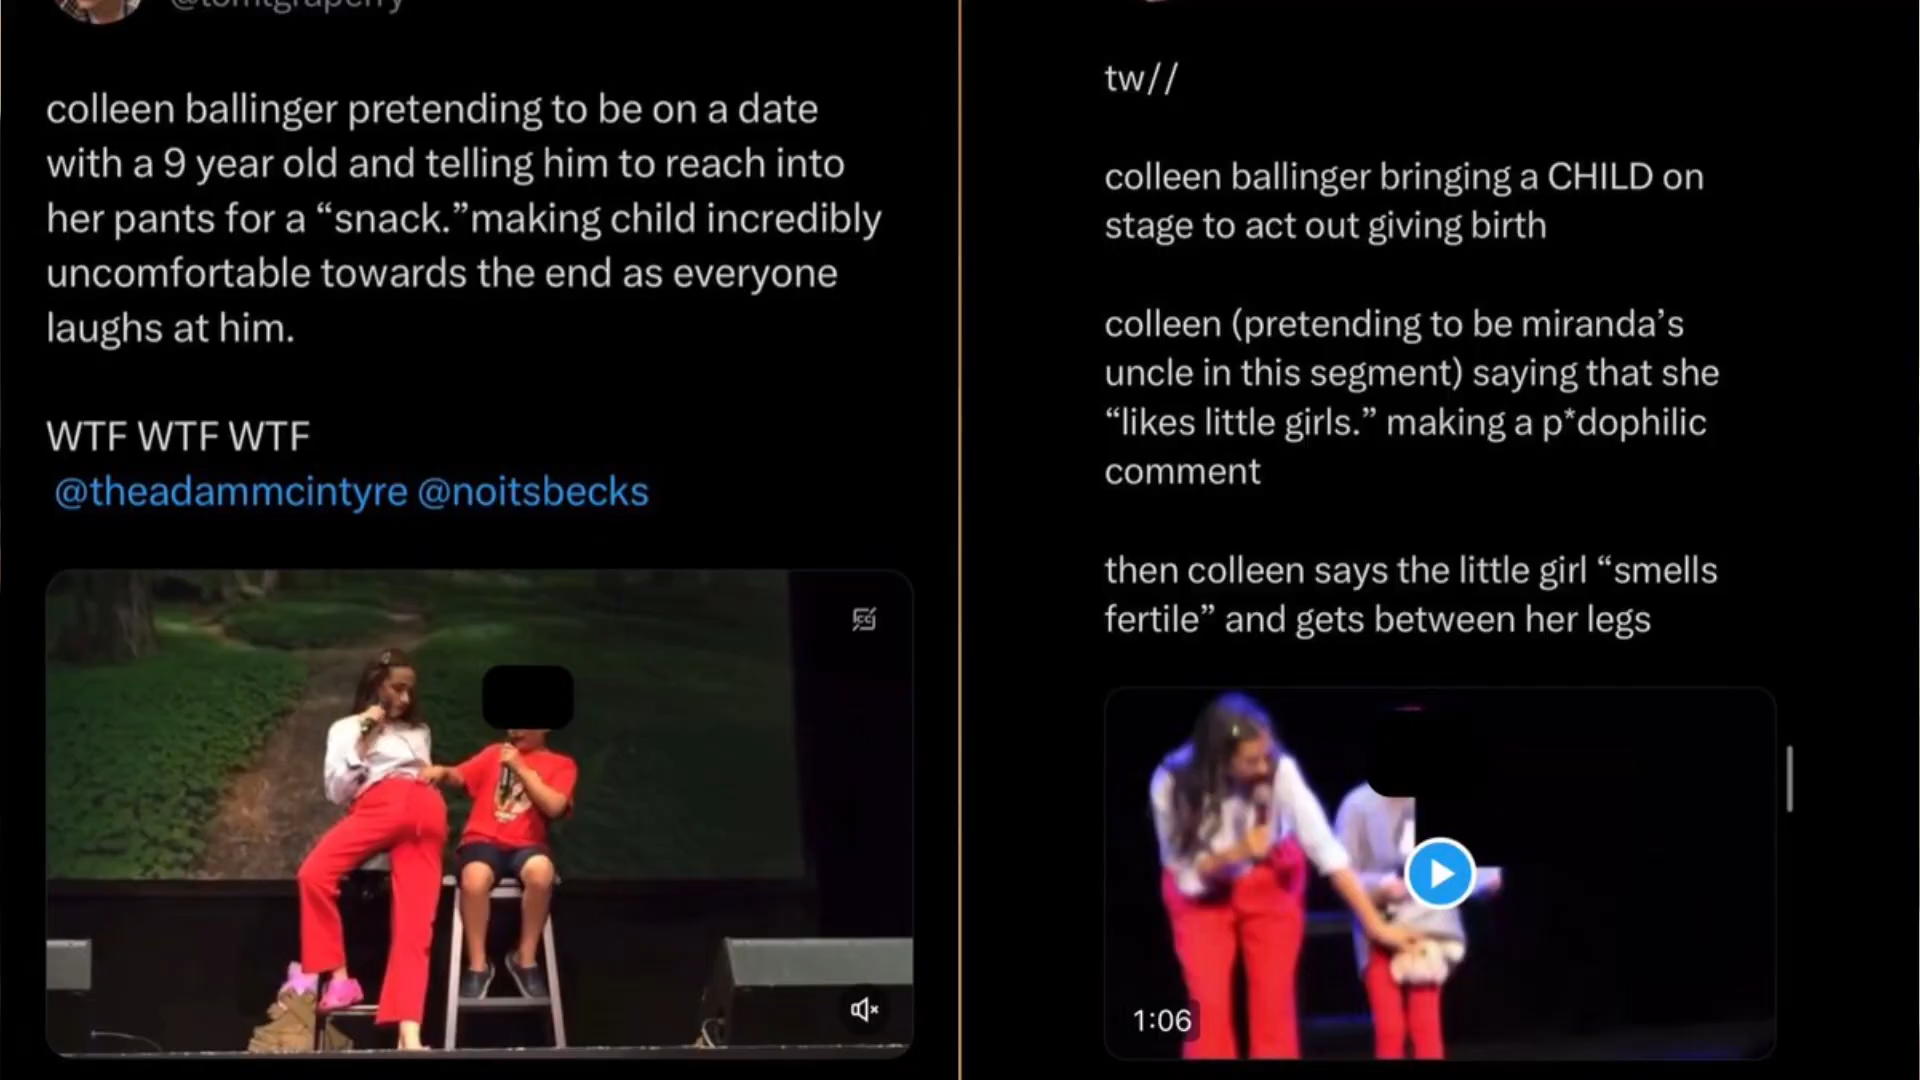 @tomtgraperry
colleen ballinger pretending to be on a date
with a 9 year old and telling him to reach into
her pants for a “snack.”making child incredibly
uncomfortable towards the end as everyone
laughs at him.
WTF WTF WTF
@theadammcintyre @noitsbecks
tw//
colleen ballinger bringing a CHILD on
stage to act out giving birth
colleen (pretending to be miranda’s
uncle in this segment) saying that she
“likes little girls.” making a p*dophilic
comment
then colleen says the little girl “smells
fertile” and gets between her legs
1:06